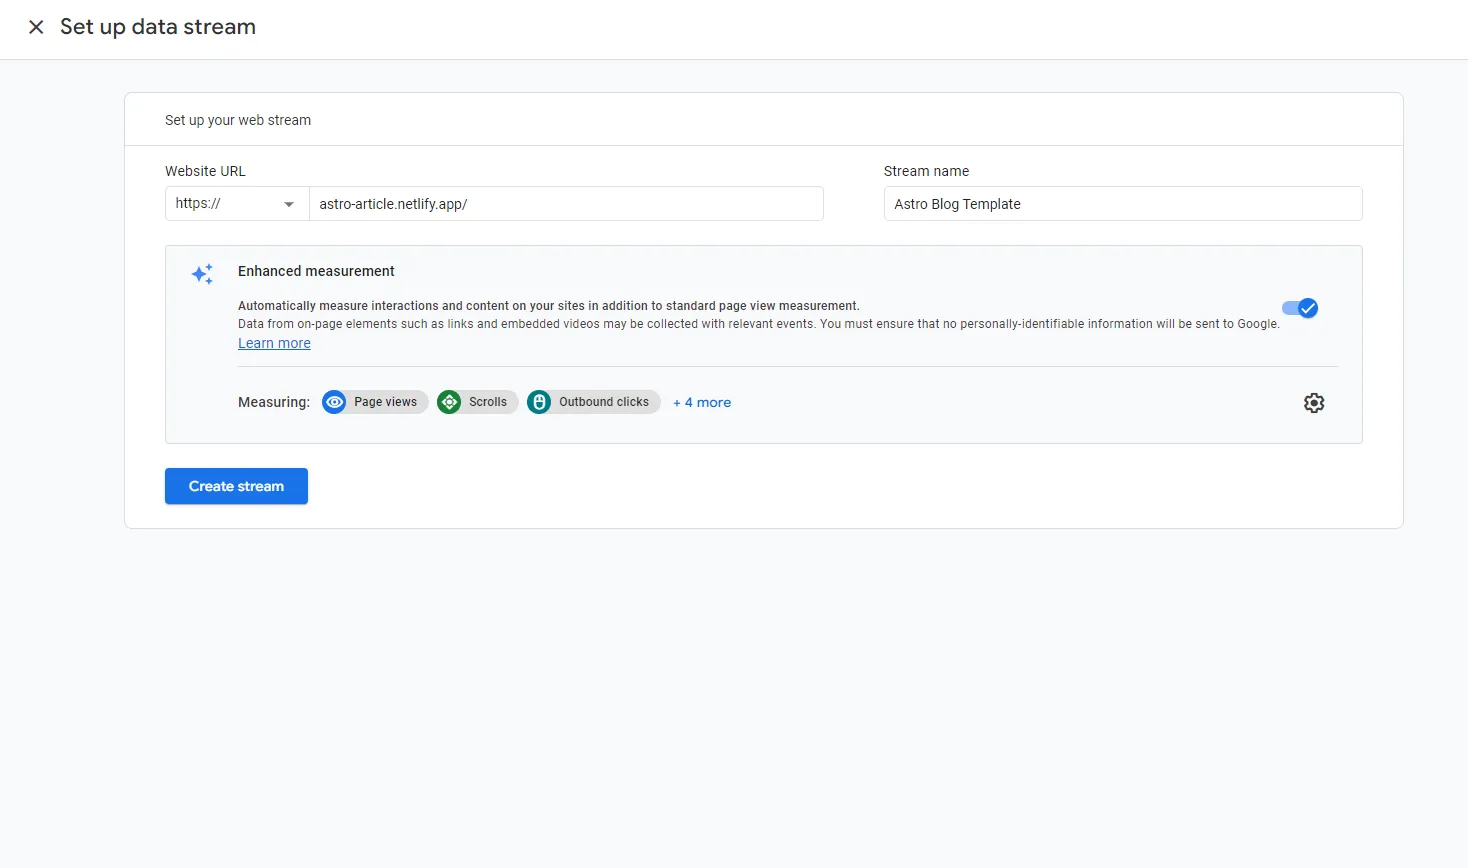 Set up data stream
Set up your web stream
Website URL
Stream name
https://
astro-article.netlify.app/
Astro Blog Template
Enhanced measurement
Automatically measure interactions and content on your sites in addition to standard page view measurement.
Data from on-page elements such as links and embedded videos may be collected with relevant events. You must ensure that no personally-identifiable information will be sent to Google.
Learn more
Measuring: Page views Scrolls Outbound clicks + 4 more
Create stream